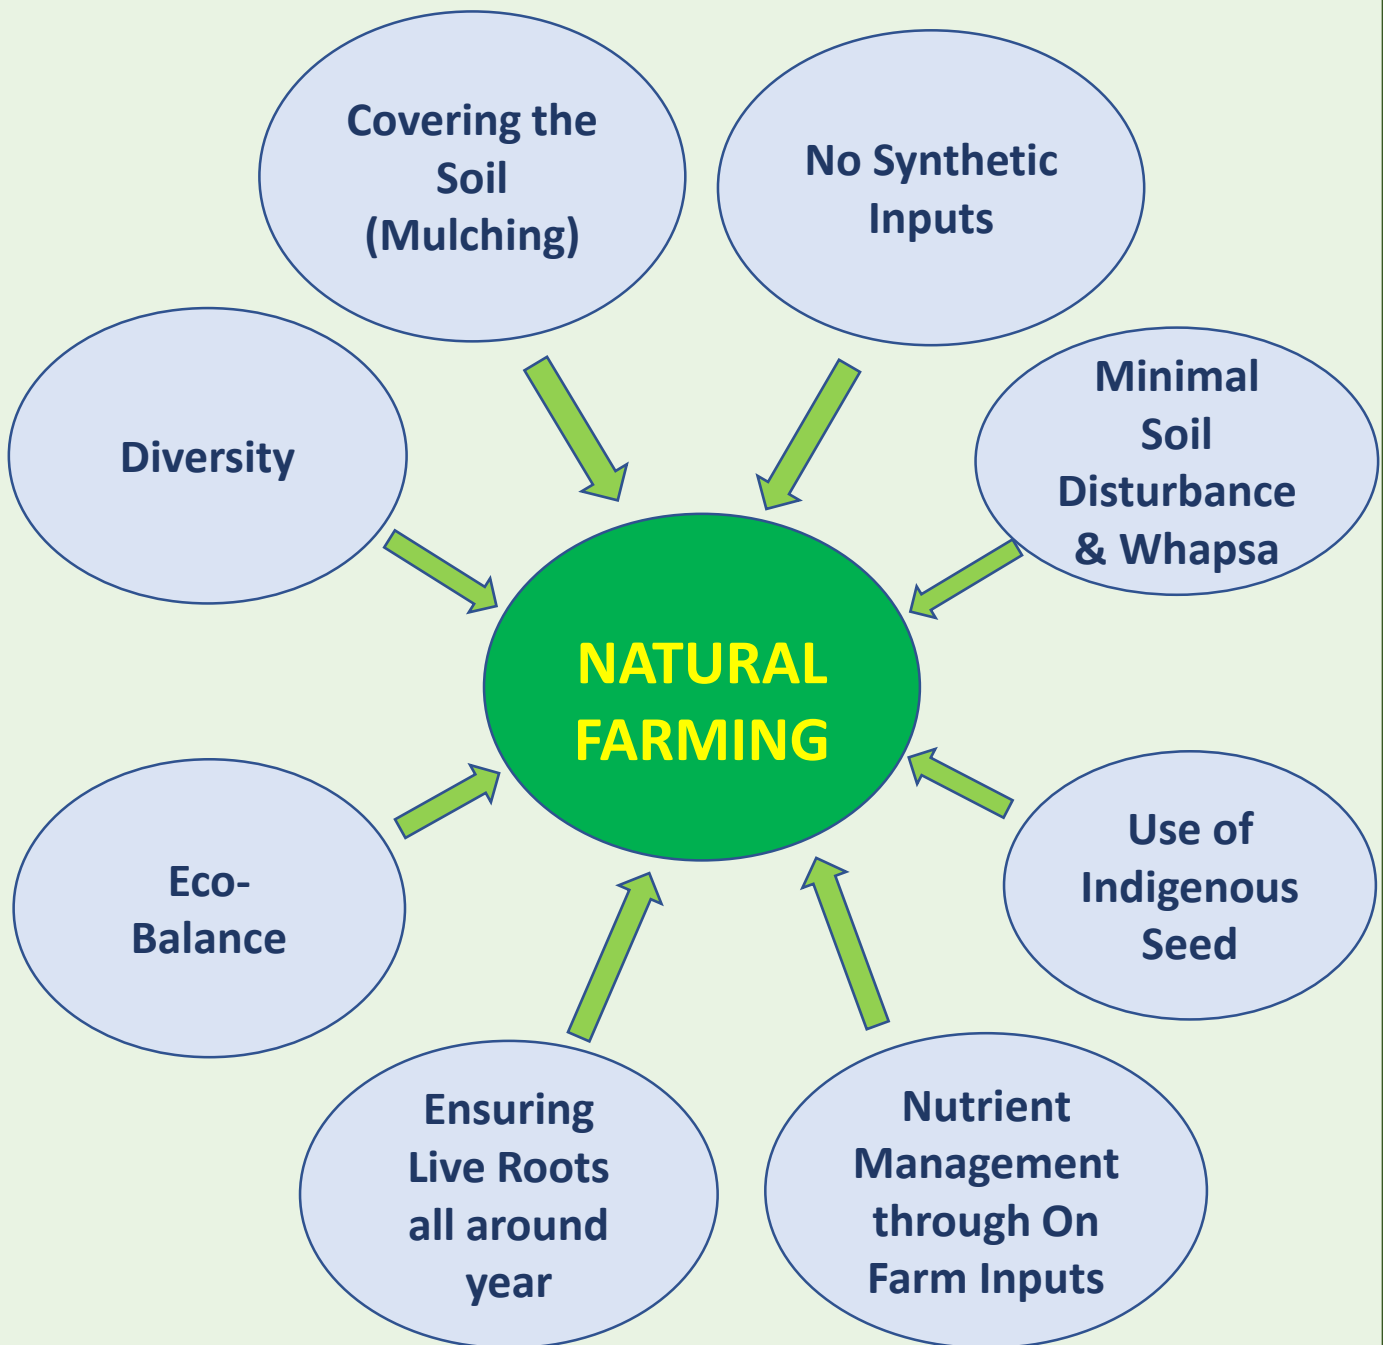 Covering the
Soil
(Mulching)
No Synthetic
Inputs
Minimal
Soil
Disturbance
& Whapsa
Diversity
NATURAL
FARMING
Use of
Indigenous
Seed
Eco-
Balance
Ensuring
Live Roots
all around
year
Nutrient
Management
through On
Farm Inputs